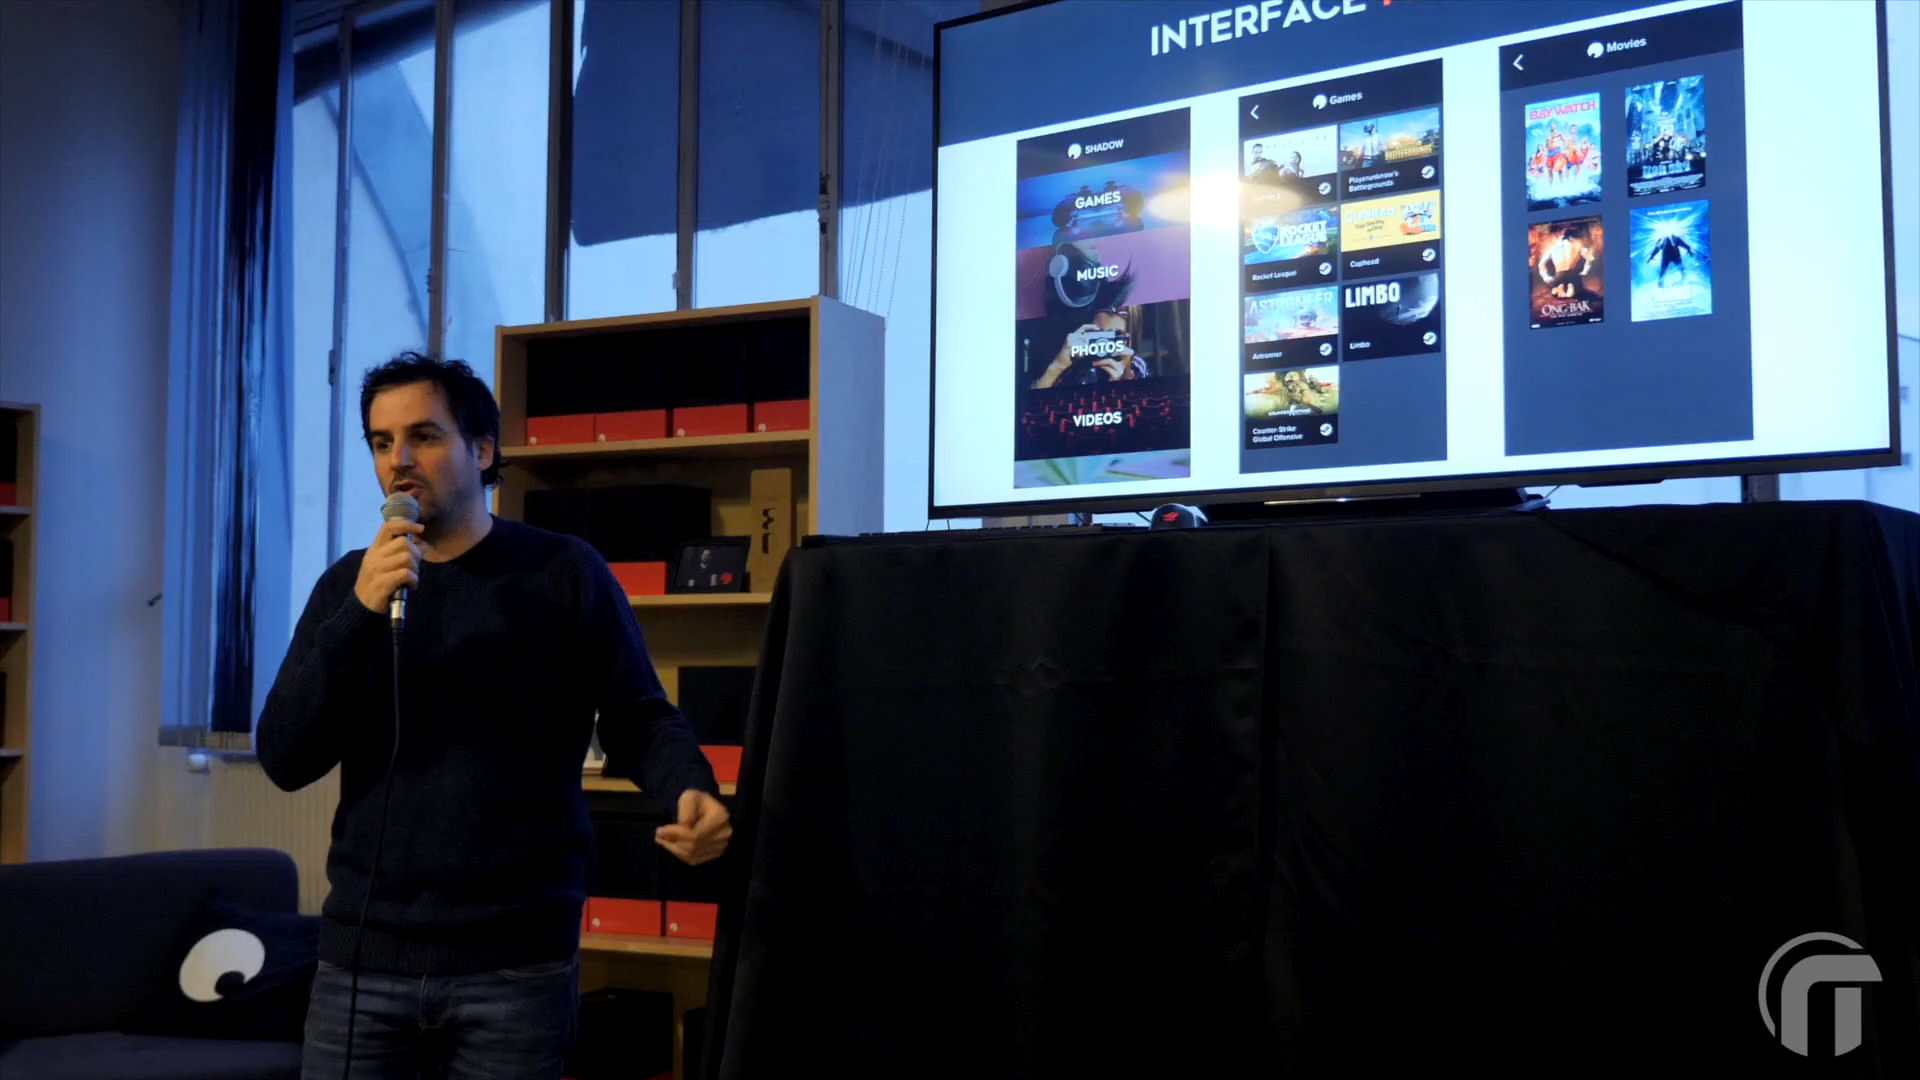 INTERFACE
SHADOW
GAMES
MUSIC
PHOTOS
VIDEOS
Games
Playerunknow's
Battlegrounds
ROCKET
LEAGUE
Rocket League
CUPHEAD
Cuphead
ASTRONEER
Astroneer
LIMBO
Limbo
Counter-Strike
Global Offensive
Movies
BAYWATCH
ONG-BAK